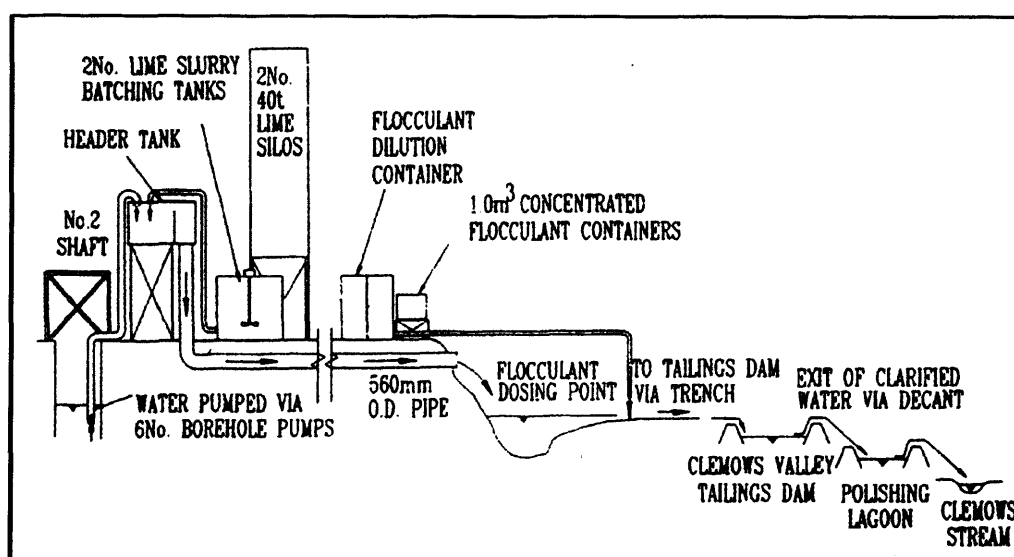 2No. LIME SLURRY
BATCHING TANKS
HEADER TANK
No.2
SHAFT
2No.
40t
LIME
SILOS
FLOCCULANT
DILUTION
CONTAINER
1.0m³ CONCENTRATED
FLOCCULANT CONTAINERS
WATER PUMPED VIA
6No. BOREHOLE PUMPS
560mm
O.D. PIPE
FLOCCULANT
DOSING POINT
TO TAILINGS DAM
VIA TRENCH
EXIT OF CLARIFIED
WATER VIA DECANT
CLEMOWS VALLEY
TAILINGS DAM
POLISHING
LAGOON
CLEMOWS
STREAM